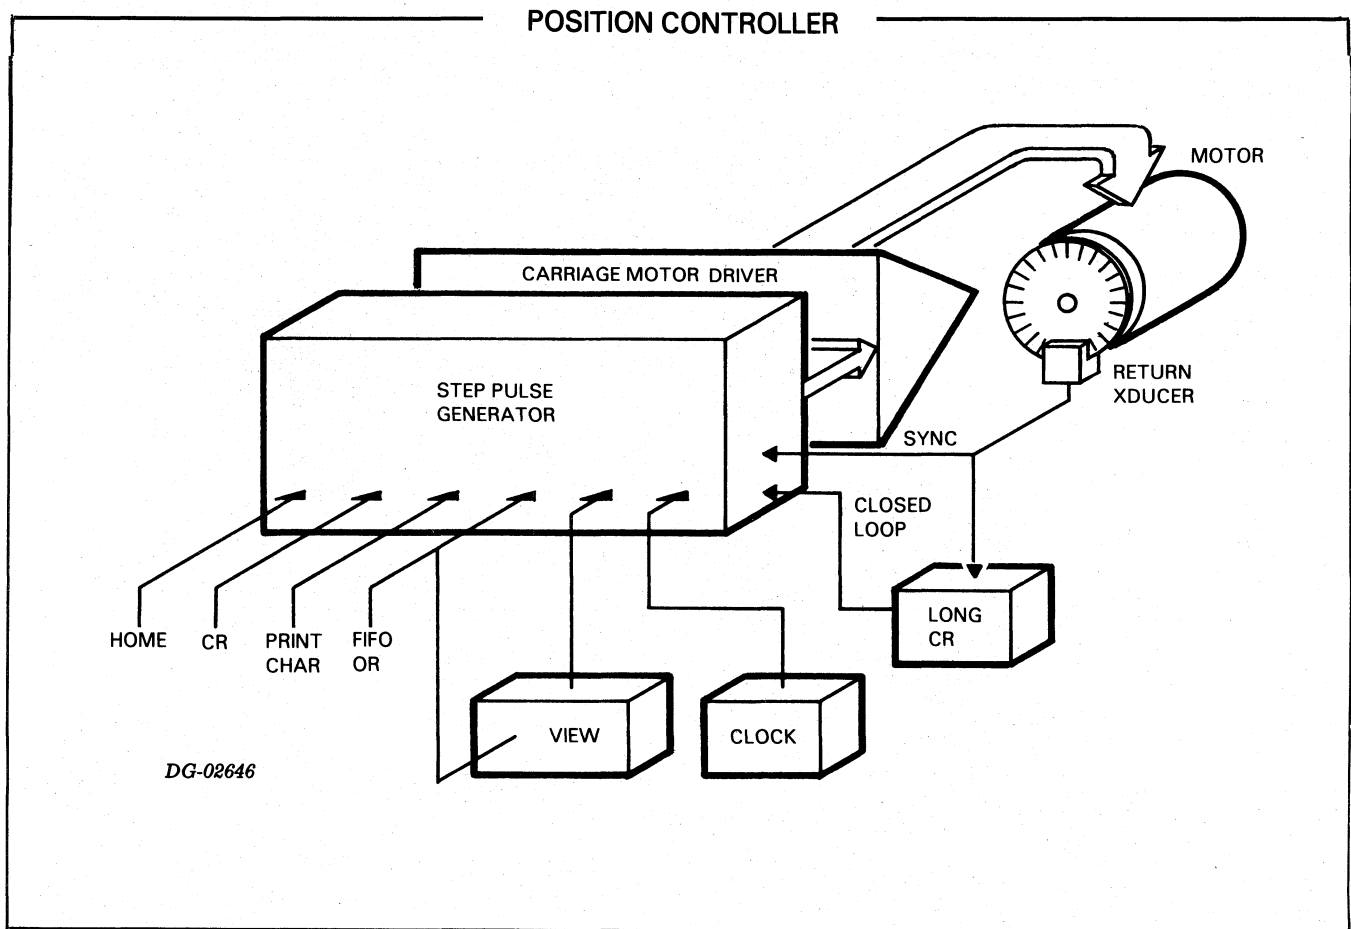 POSITION CONTROLLER
MOTOR
CARRIAGE MOTOR DRIVER
RETURN
XDUCER
STEP PULSE
GENERATOR
SYNC
CLOSED
LOOP
LONG
CR
HOME
CR
PRINT
CHAR
FIFO
OR
VIEW
CLOCK
DG-02646